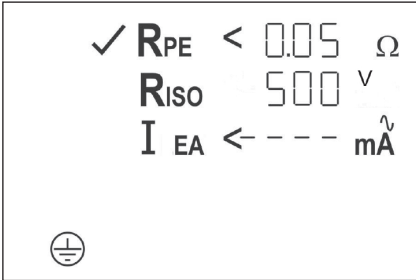 ✓ RPE < 0.05 Ω
RISO 500 V
I EA < - - - - mA